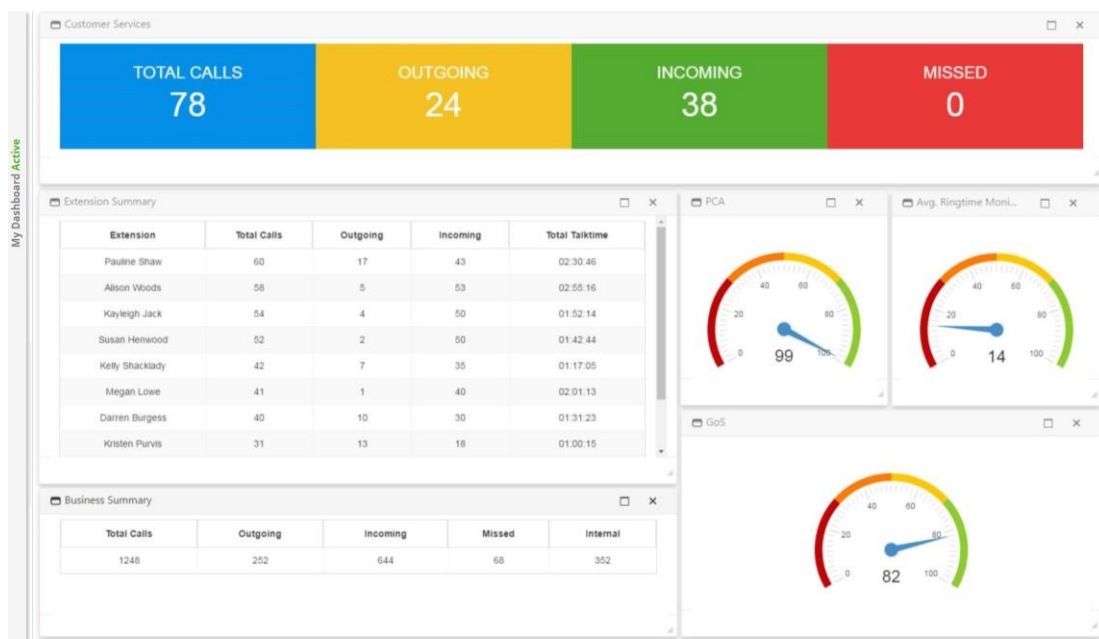 My Dashboard Active
Customer Services
TOTAL CALLS OUTGOING INCOMING MISSED
78 24 38 0
Extension Summary
Extension Total Calls Outgoing Incoming Total Talktime
Pauline Shaw 60 17 43 02:30:46
Alison Woods 58 5 53 02:55:16
Kayleigh Jack 54 4 50 01:52:14
Susan Henwood 52 2 50 01:42:44
Kelly Shacklady 42 7 35 01:17:05
Megan Lowe 41 1 40 02:01:13
Darren Burgess 40 10 30 01:31:23
Kristen Purvis 31 13 18 01:00:15
PCA
0 20 40 60 80 100
99
Avg. Ringtime Moni...
0 20 40 60 80 100
14
Business Summary
Total Calls Outgoing Incoming Missed Internal
1248 252 644 68 352
GoS
0 20 40 60 80 100
82